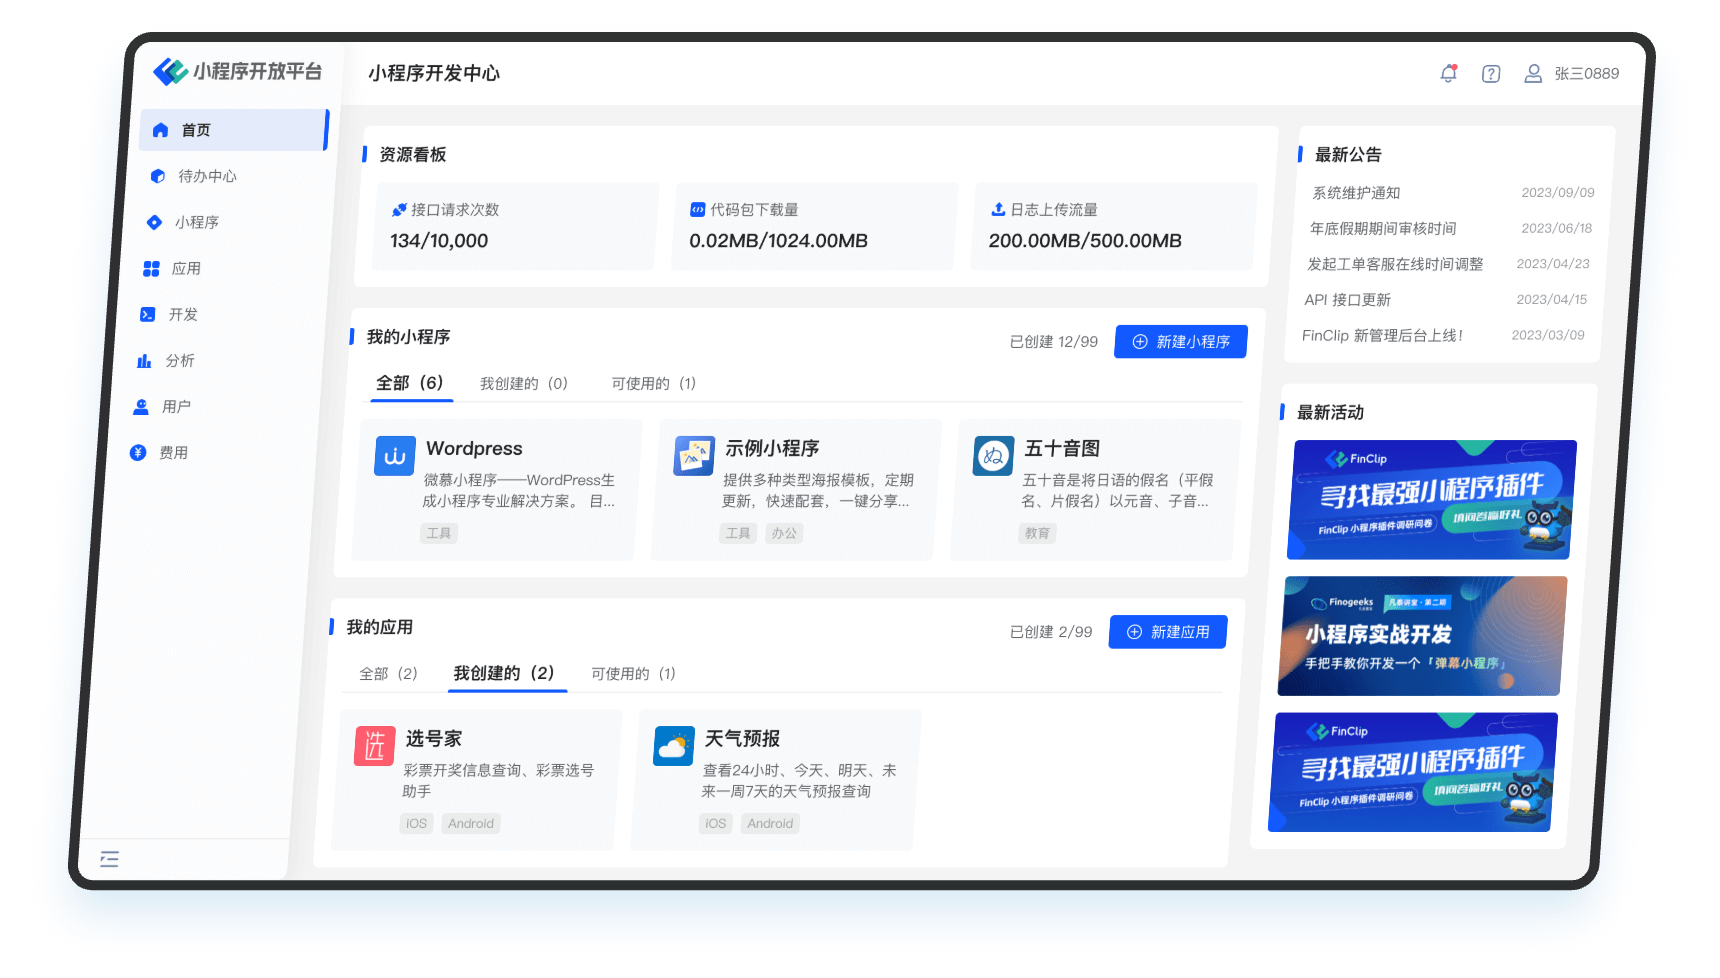 小程序开放平台
小程序开发中心
张三0889
首页
待办中心
小程序
应用
开发
分析
用户
费用
资源看板
接口请求次数
134/10,000
代码包下载量
0.02MB/1024.00MB
日志上传流量
200.00MB/500.00MB
我的小程序
已创建 12/99
新建小程序
全部（6）
我创建的（0）
可使用的（1）
Wordpress
微慕小程序——WordPress生
成小程序专业解决方案。 目...
工具
示例小程序
提供多种类型海报模板，定期
更新，快速配套，一键分享...
工具
办公
五十音图
五十音是将日语的假名（平假
名、片假名）以元音、子音...
教育
我的应用
已创建 2/99
新建应用
全部（2）
我创建的（2）
可使用的（1）
选
选号家
彩票开奖信息查询、彩票选号
助手
iOS
Android
天气预报
查看24小时、今天、明天、未
来一周7天的天气预报查询
iOS
Android
最新公告
系统维护通知 2023/09/09
年底假期期间审核时间 2023/06/18
发起工单客服在线时间调整 2023/04/23
API 接口更新 2023/04/15
FinClip 新管理后台上线！ 2023/03/09
最新活动
FinClip
寻找最强小程序插件
FinClip 小程序插件调研问卷
填问卷赢好礼
Finogeeks
凡泰讲室·第二期
小程序实战开发
手把手教你开发一个「弹幕小程序」
FinClip
寻找最强小程序插件
FinClip 小程序插件调研问卷
填问卷赢好礼